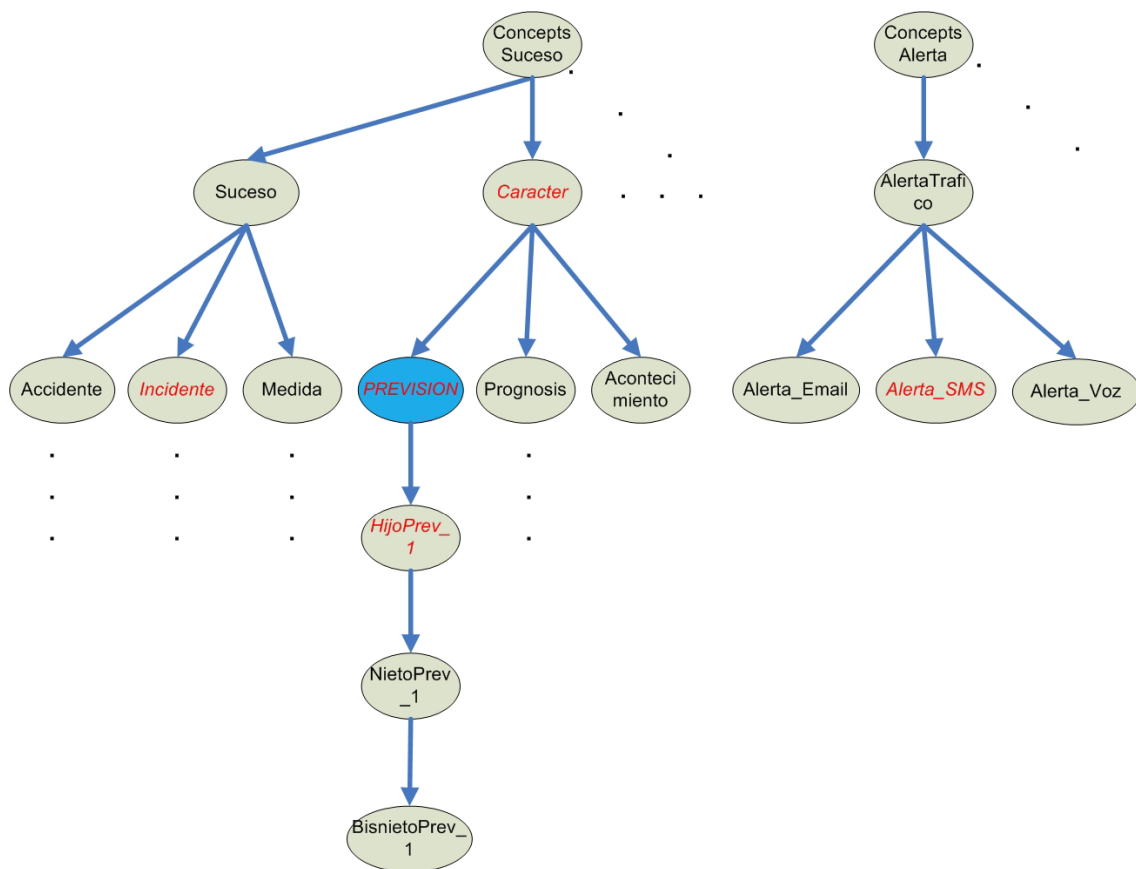 Concepts
Suceso
Concepts
Alerta
Suceso
Caracter
AlertaTrafi
co
Accidente
Incidente
Medida
PREVISION
Prognosis
Aconteci
miento
Alerta_Email
Alerta_SMS
Alerta_Voz
HijoPrev_
1
NietoPrev
_1
BisnietoPrev_
1